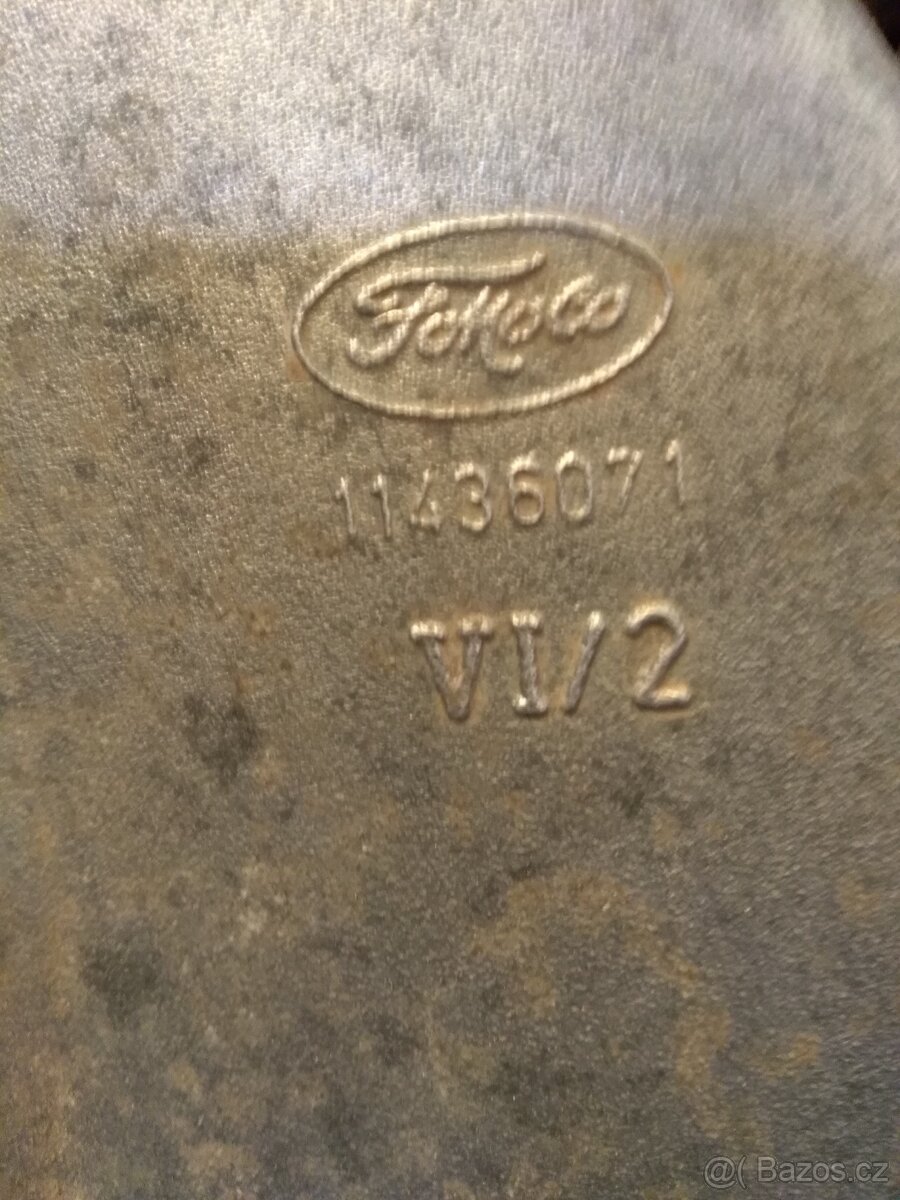 FoMoCo
11436071
VI/2
@( Bazos.cz